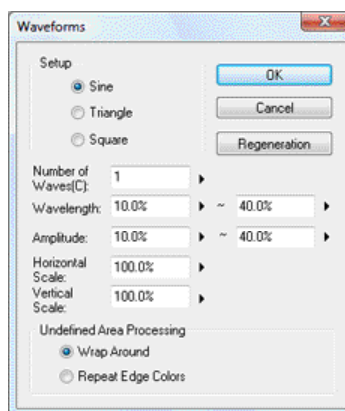 Waveforms
Setup
Sine
Triangle
Square
OK
Cancel
Regeneration
Number of
Waves(C):
1
Wavelength:
10.0%
~
40.0%
Amplitude:
10.0%
~
40.0%
Horizontal
Scale:
100.0%
Vertical
Scale:
100.0%
Undefined Area Processing
Wrap Around
Repeat Edge Colors